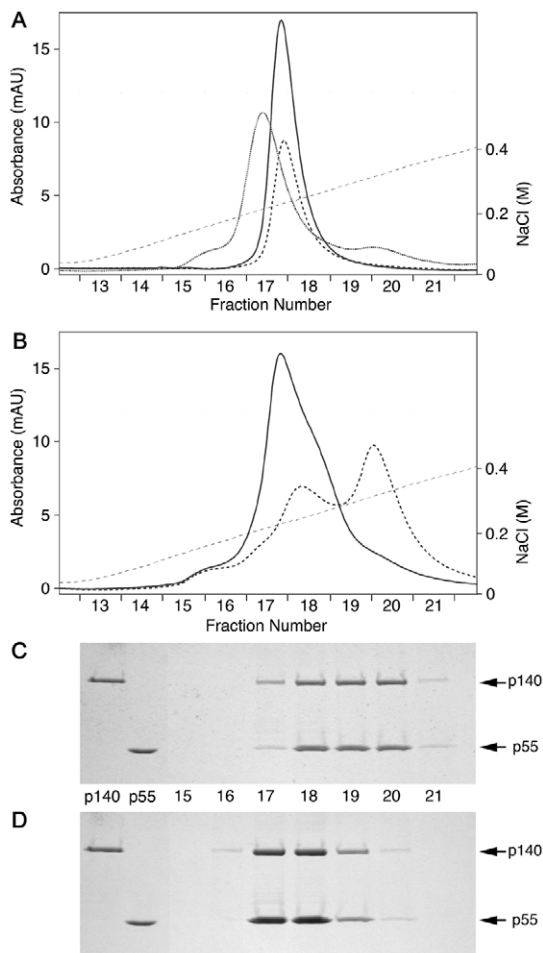 A
Absorbance (mAU)
15
10
5
0
0.4
0.2
0
NaCl (M)
13 14 15 16 17 18 19 20 21
Fraction Number
B
Absorbance (mAU)
15
10
5
0
0.4
0.2
0
NaCl (M)
13 14 15 16 17 18 19 20 21
Fraction Number
C
p140
p55
p140 p55 15 16 17 18 19 20 21
D
p140
p55